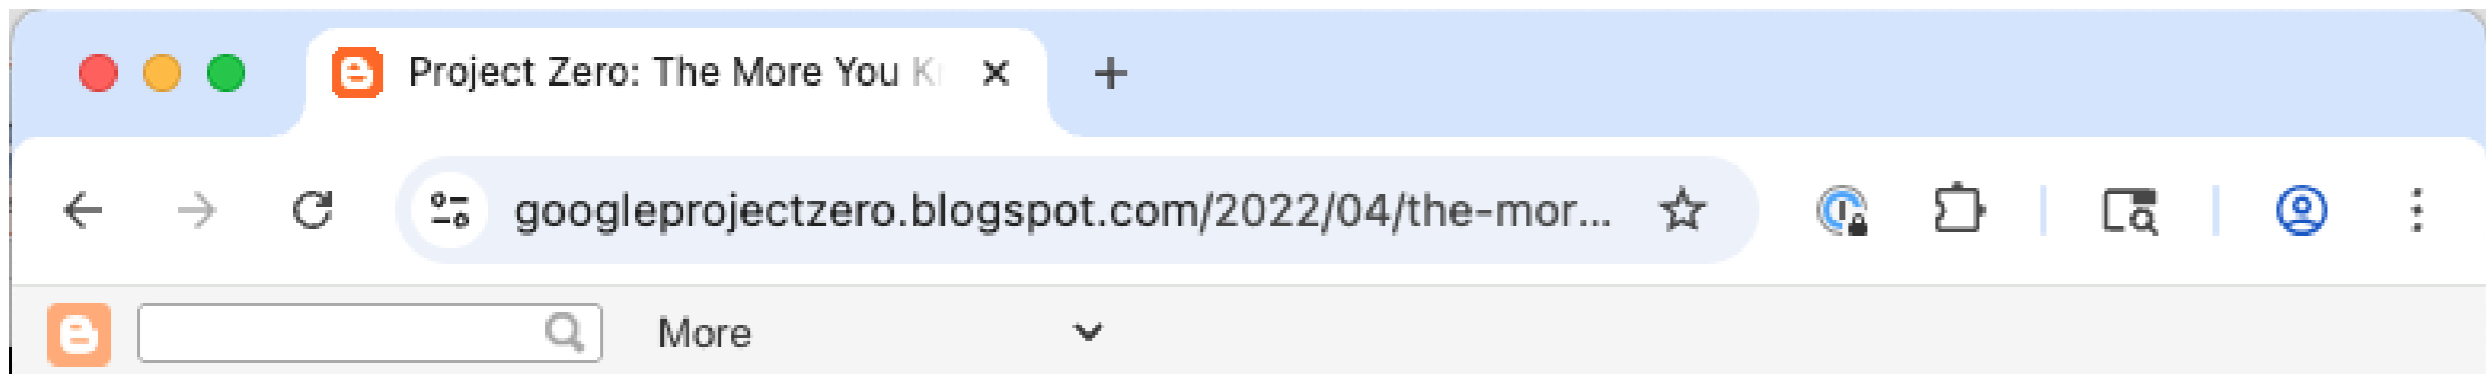 Project Zero: The More You K
googleprojectzero.blogspot.com/2022/04/the-mor...
More